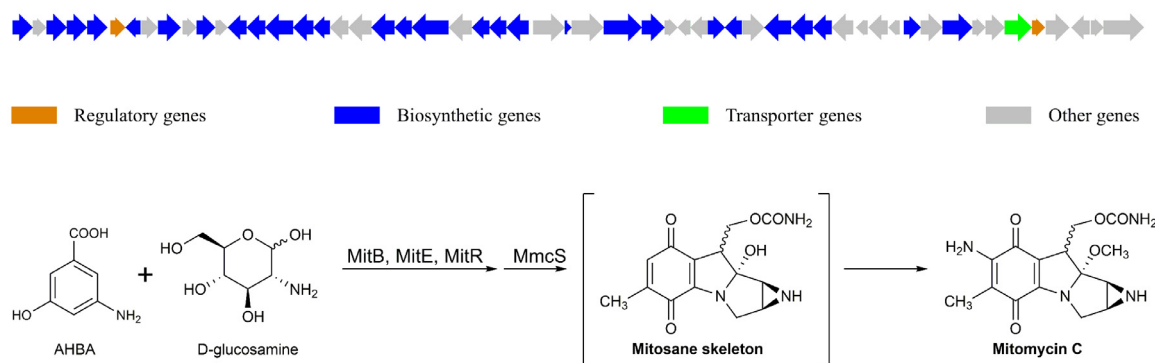 Regulatory genes
Biosynthetic genes
Transporter genes
Other genes
COOH
HO
NH2
AHBA
+
HO
O
OH
HO
NH2
OH
D-glucosamine
MitB, MitE, MitR
MmcS
O
OCONH2
OH
N
NH
CH3
O
Mitosane skeleton
O
OCONH2
H2N
OCH3
N
NH
CH3
O
Mitomycin C